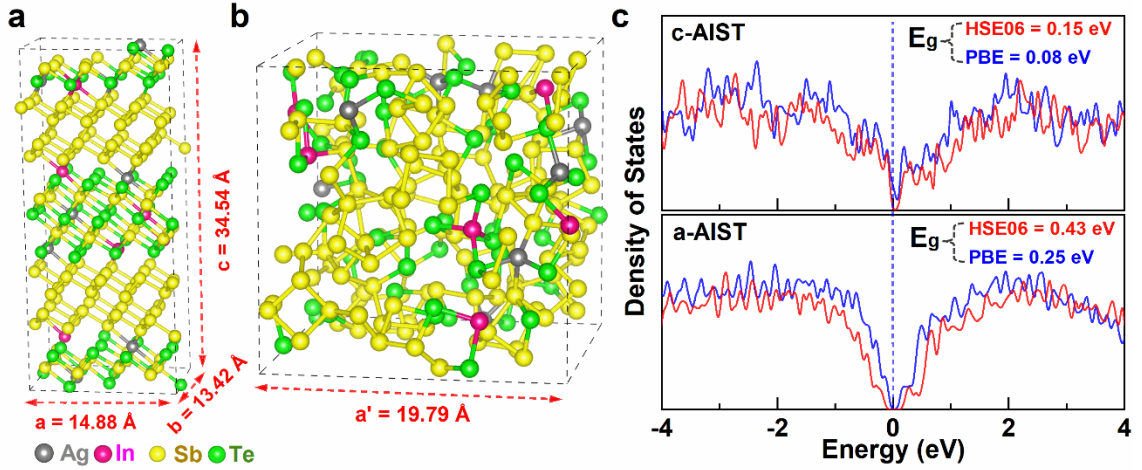 a
c = 34.54 Å
b = 13.42 Å
a = 14.88 Å
Ag In Sb Te
b
a' = 19.79 Å
c
c-AIST
Eg
HSE06 = 0.15 eV
PBE = 0.08 eV
a-AIST
Eg
HSE06 = 0.43 eV
PBE = 0.25 eV
Density of States
-4 -2 0 2 4
Energy (eV)